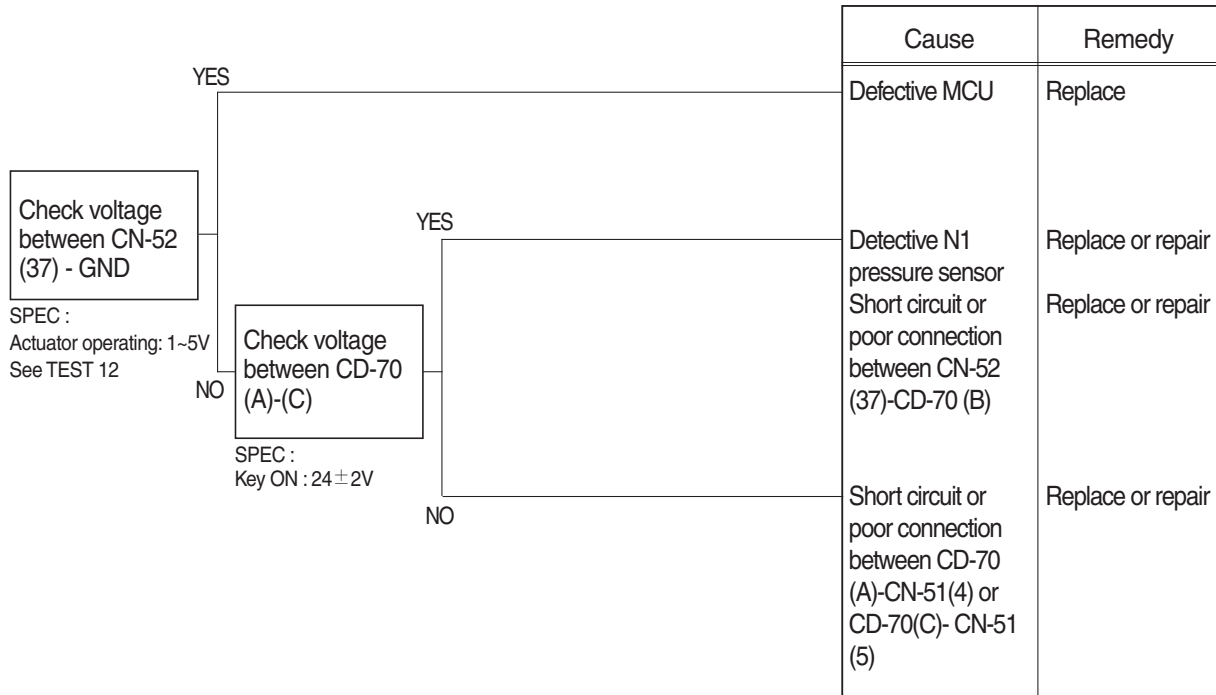 Cause
Remedy
YES
Defective MCU
Replace
Check voltage
between CN-52
(37) - GND
SPEC :
Actuator operating: 1~5V
See TEST 12
NO
YES
Check voltage
between CD-70
(A)-(C)
SPEC :
Key ON : 24±2V
NO
Detective N1
pressure sensor
Replace or repair
Short circuit or
poor connection
between CN-52
(37)-CD-70 (B)
Replace or repair
Short circuit or
poor connection
between CD-70
(A)-CN-51(4) or
CD-70(C)- CN-51
(5)
Replace or repair